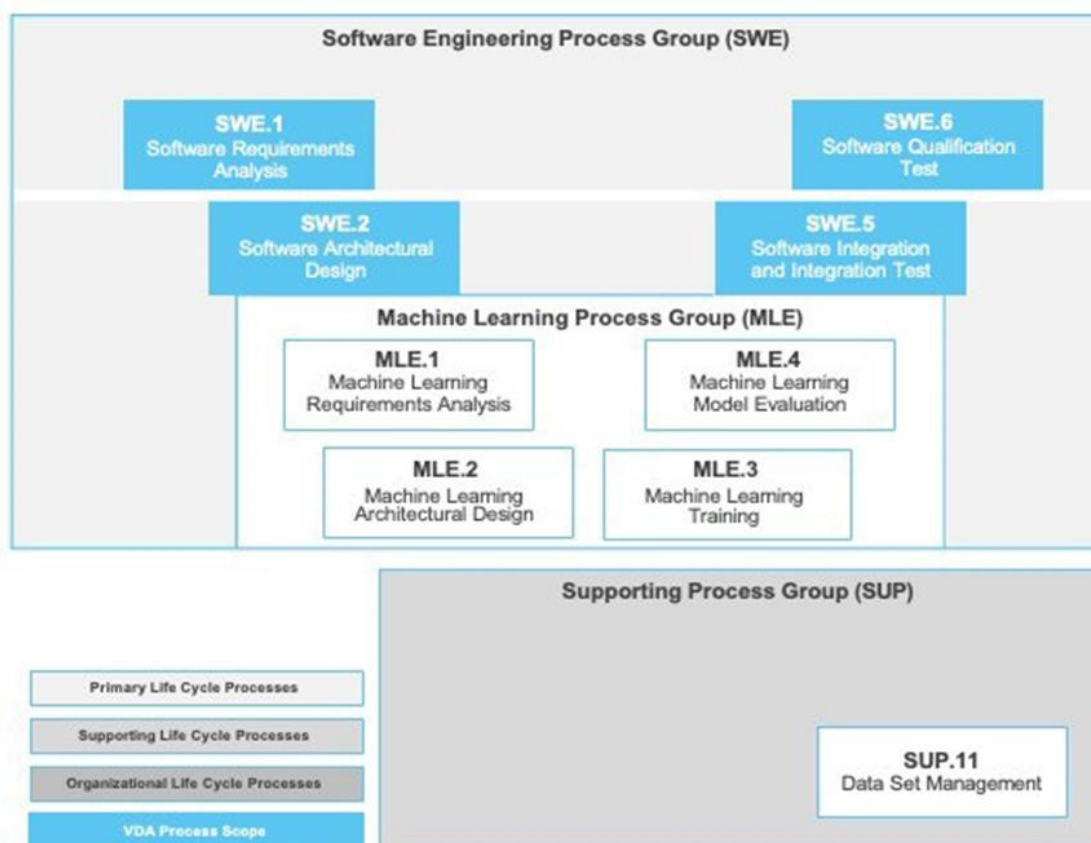 Software Engineering Process Group (SWE)
SWE.1
Software Requirements
Analysis
SWE.6
Software Qualification
Test
SWE.2
Software Architectural
Design
SWE.5
Software Integration
and Integration Test
Machine Learning Process Group (MLE)
MLE.1
Machine Learning
Requirements Analysis
MLE.4
Machine Learning
Model Evaluation
MLE.2
Machine Learning
Architectural Design
MLE.3
Machine Learning
Training
Supporting Process Group (SUP)
Primary Life Cycle Processes
Supporting Life Cycle Processes
Organizational Life Cycle Processes
VDA Process Scope
SUP.11
Data Set Management